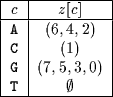 c z[c]
A (6,4,2)
C (1)
G (7,5,3,0)
T ∅